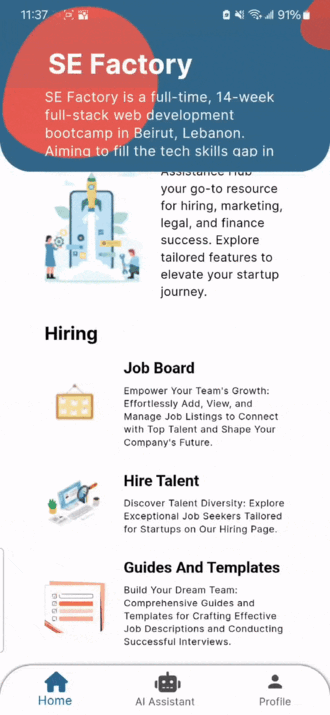 11:37
91%
SE Factory
SE Factory is a full-time, 14-week
full-stack web development
bootcamp in Beirut, Lebanon.
Aiming to fill the tech skills gap in
Assistance Hub
your go-to resource
for hiring, marketing,
legal, and finance
success. Explore
tailored features to
elevate your startup
journey.
Hiring
Job Board
Empower Your Team's Growth:
Effortlessly Add, View, and
Manage Job Listings to Connect
with Top Talent and Shape Your
Company's Future.
Hire Talent
Discover Talent Diversity: Explore
Exceptional Job Seekers Tailored
for Startups on Our Hiring Page.
Guides And Templates
Build Your Dream Team:
Comprehensive Guides and
Templates for Crafting Effective
Job Descriptions and Conducting
Successful Interviews.
Home
AI Assistant
Profile